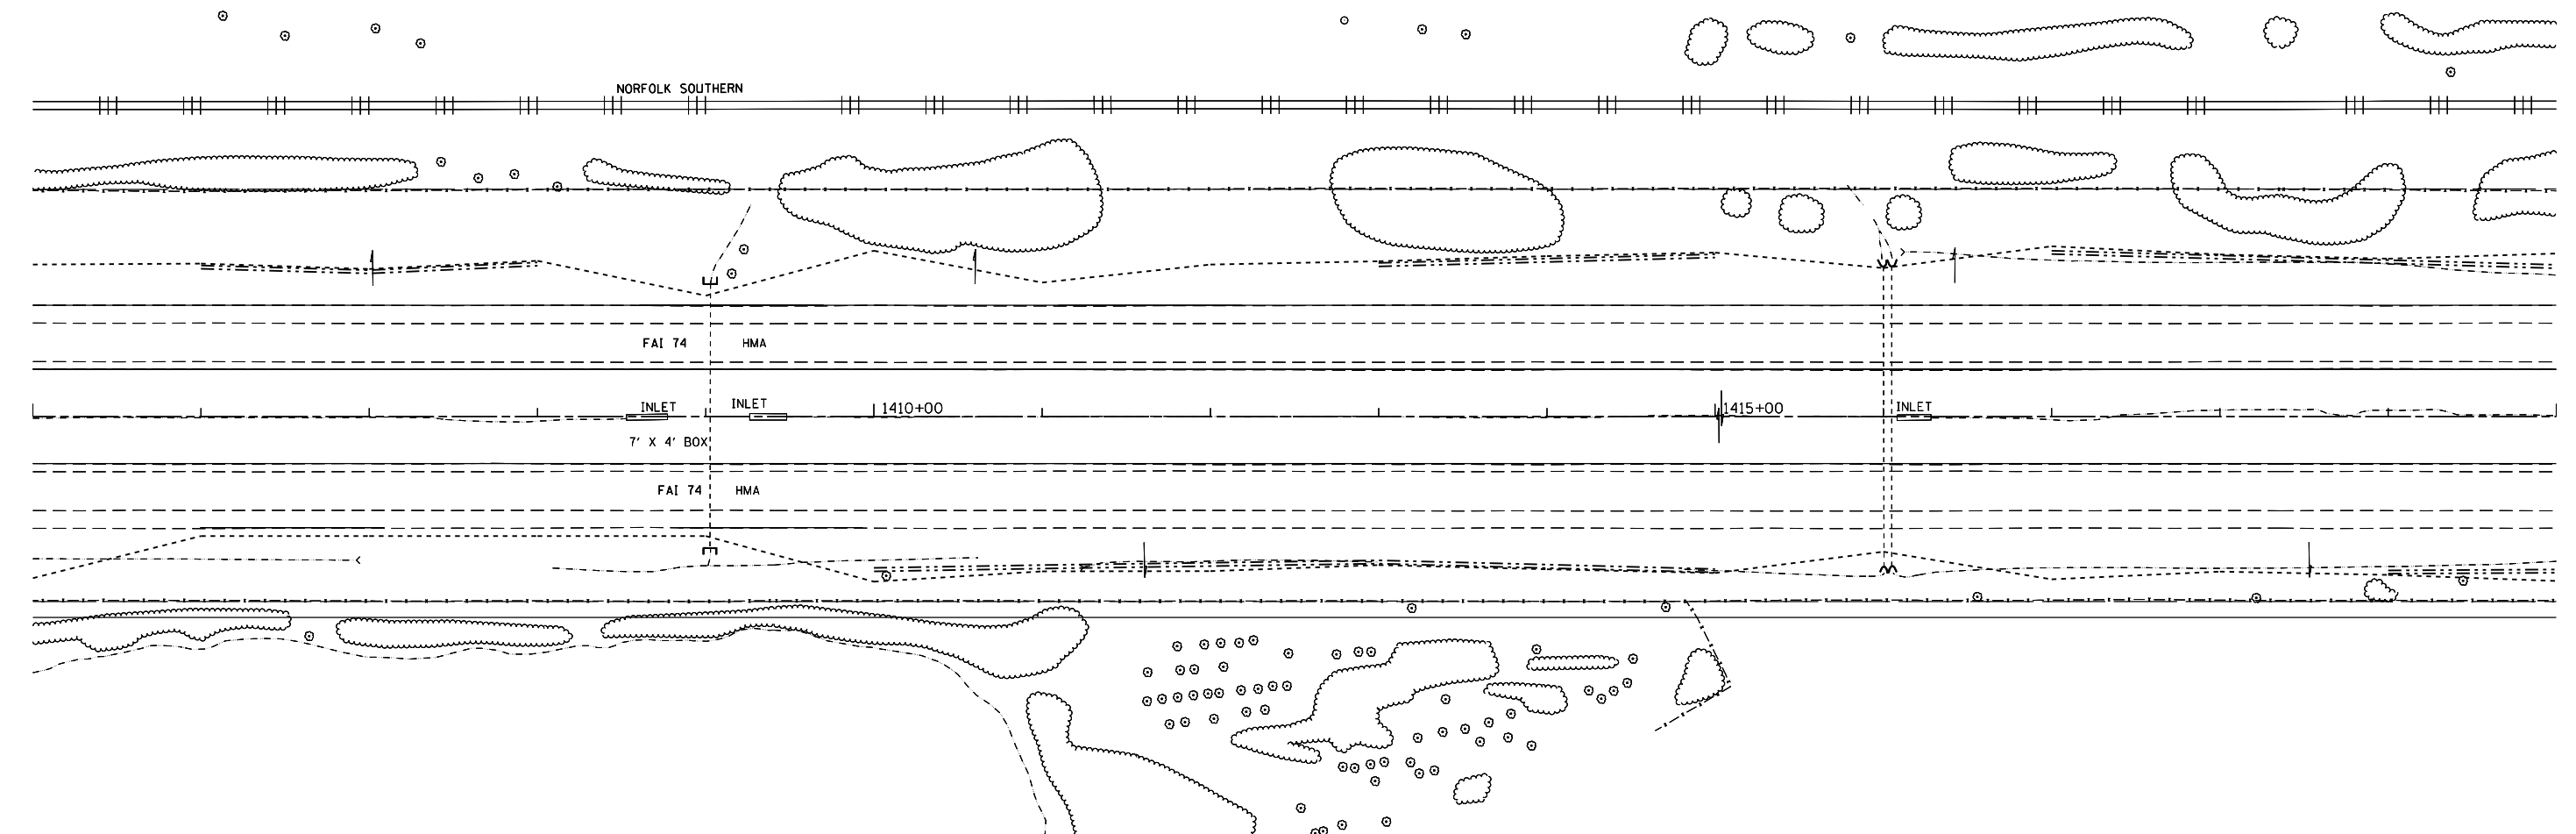 NORFOLK SOUTHERN
FAI 74 HMA
INLET INLET 1410+00 1415+00 INLET
7' X 4' BOX
FAI 74 HMA